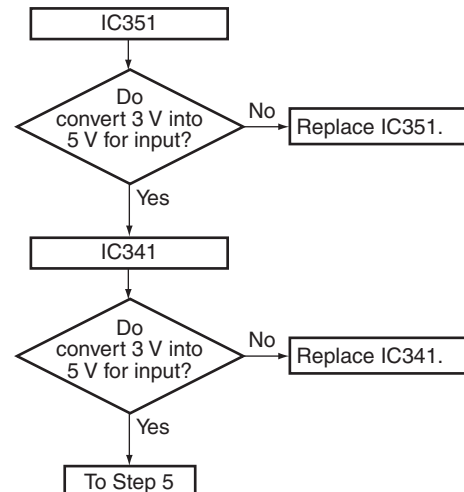 IC351
Do
convert 3 V into
5 V for input?
No
Replace IC351.
Yes
IC341
Do
convert 3 V into
5 V for input?
No
Replace IC341.
Yes
To Step 5